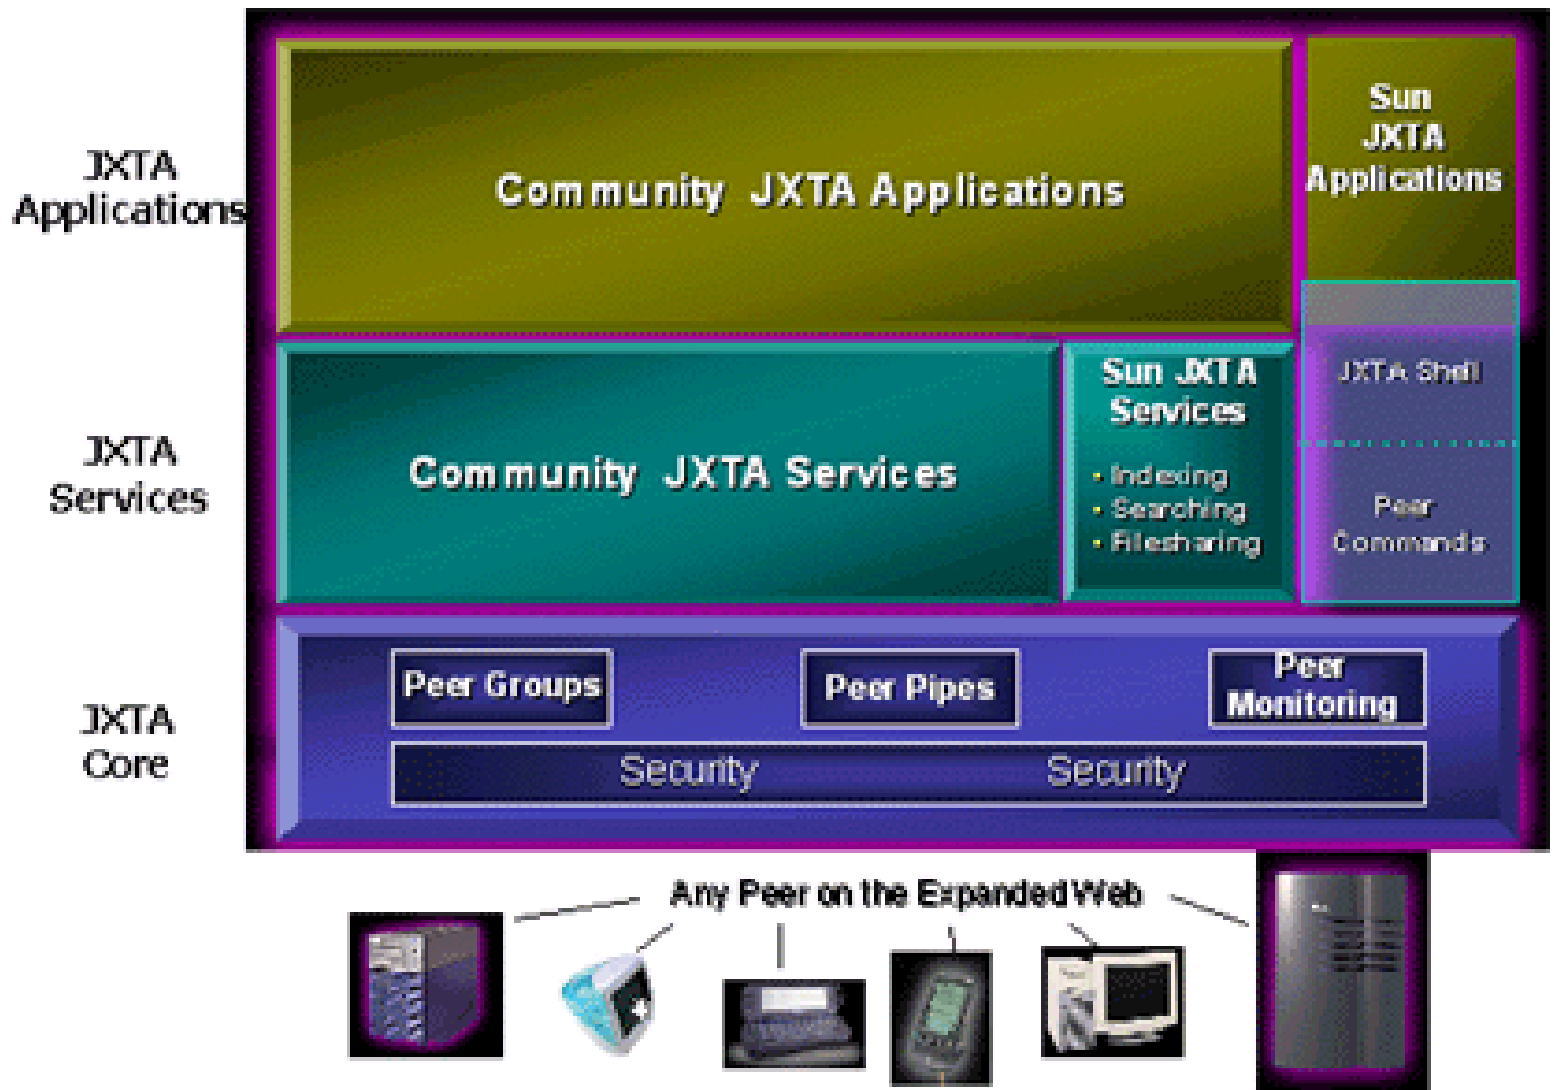 JXTA
Applications
Community JXTA Applications
Sun
JXTA
Applications
JXTA
Services
Community JXTA Services
Sun JXTA
Services
• Indexing
• Searching
• Filesharing
JXTA Shell
Peer
Commands
JXTA
Core
Peer Groups
Peer Pipes
Peer
Monitoring
Security Security
Any Peer on the Expanded Web